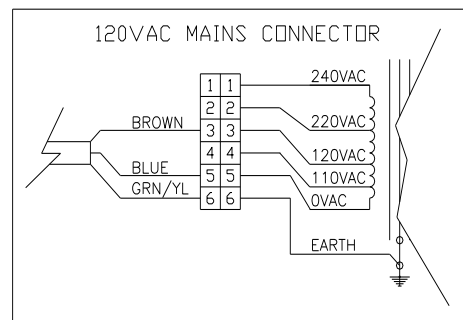 120VAC MAINS CONNECTOR
240VAC
1 1
2 2
220VAC
BROWN
3 3
120VAC
4 4
BLUE
110VAC
5 5
GRN/YL
0VAC
6 6
EARTH